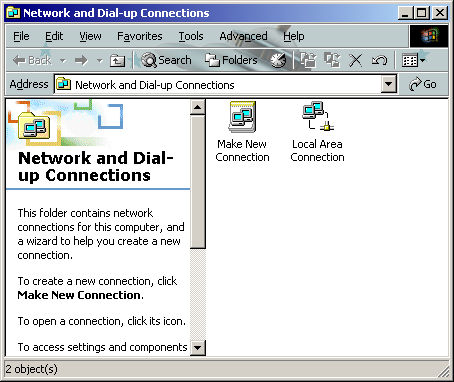 Network and Dial-up Connections
File Edit View Favorites Tools Advanced Help
Back Search Folders
Address Network and Dial-up Connections Go
Network and Dial-
up Connections
This folder contains network
connections for this computer, and
a wizard to help you create a new
connection.
To create a new connection, click
Make New Connection.
To open a connection, click its icon.
To access settings and components
Make New
Connection
Local Area
Connection
2 object(s)